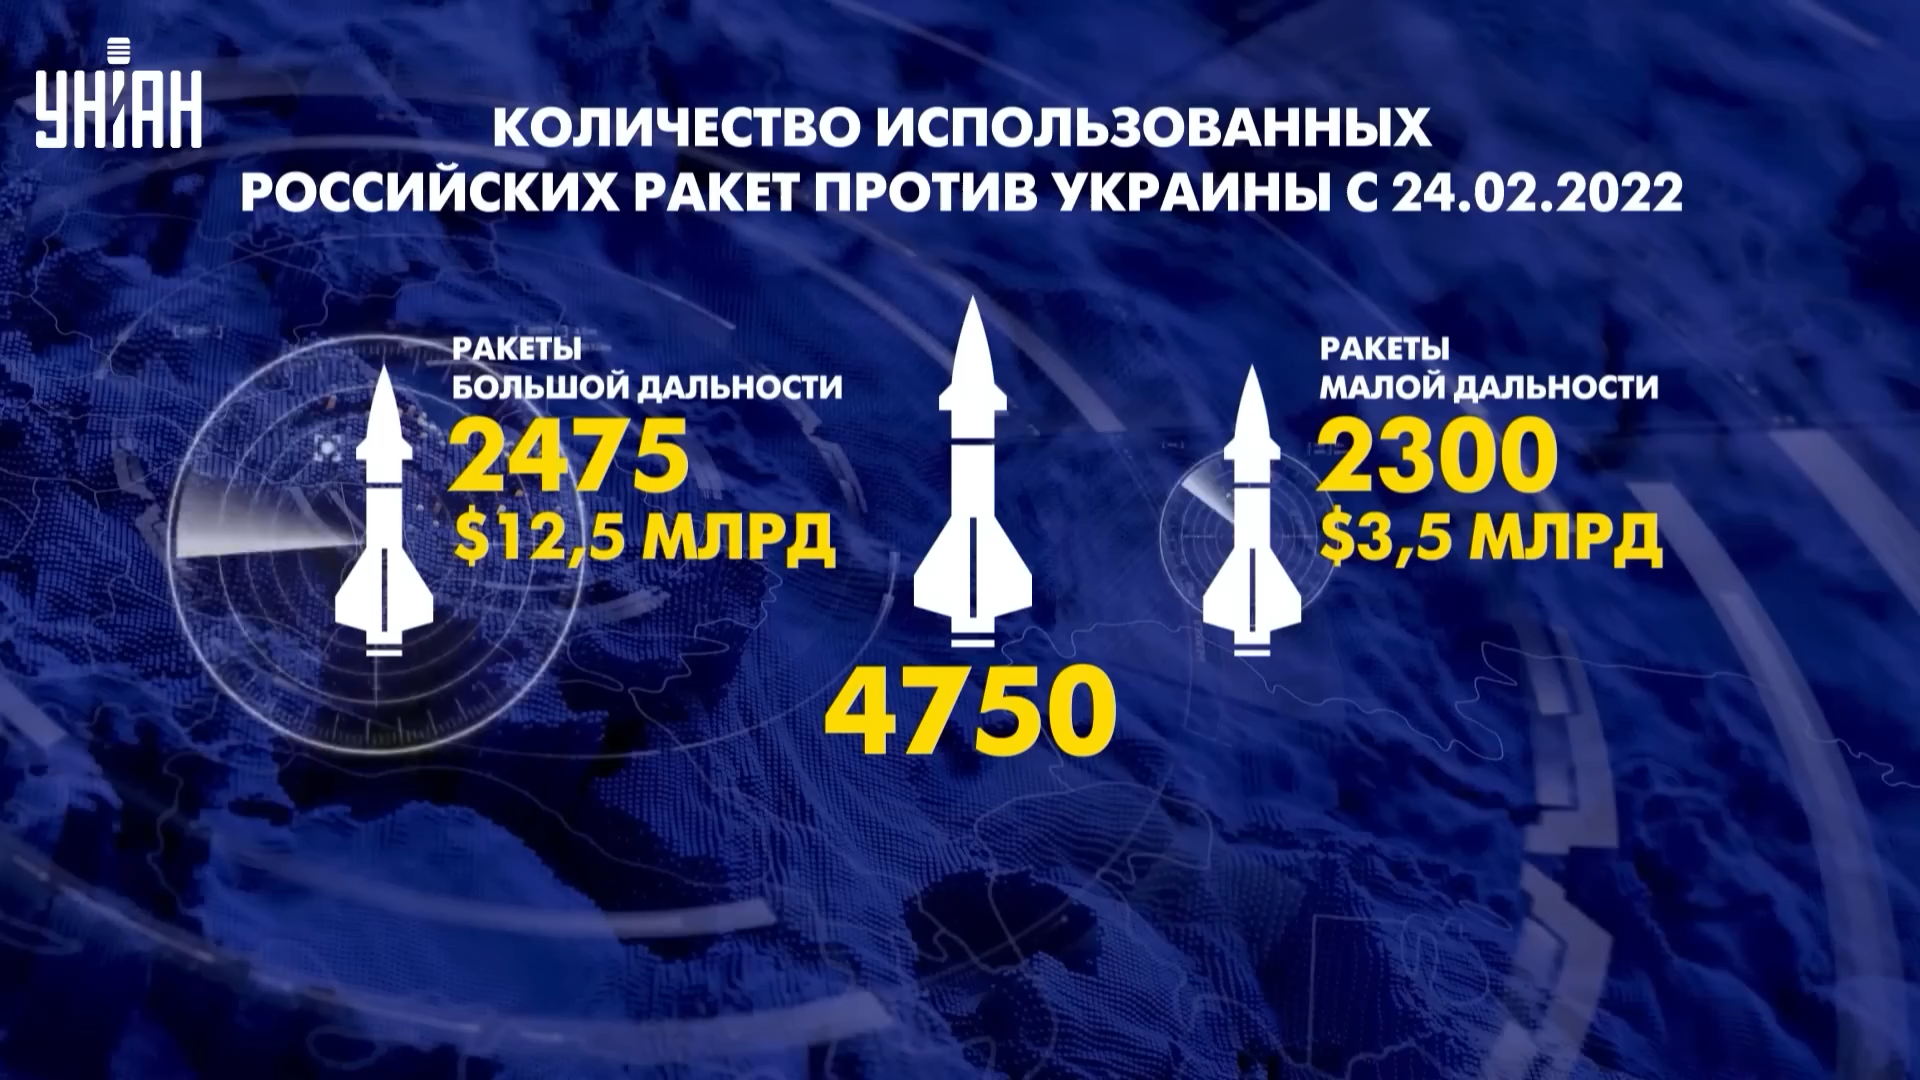 УНІАН
КОЛИЧЕСТВО ИСПОЛЬЗОВАННЫХ
РОССИЙСКИХ РАКЕТ ПРОТИВ УКРАИНЫ С 24.02.2022
РАКЕТЫ
БОЛЬШОЙ ДАЛЬНОСТИ
2475
$12,5 МЛРД
4750
РАКЕТЫ
МАЛОЙ ДАЛЬНОСТИ
2300
$3,5 МЛРД